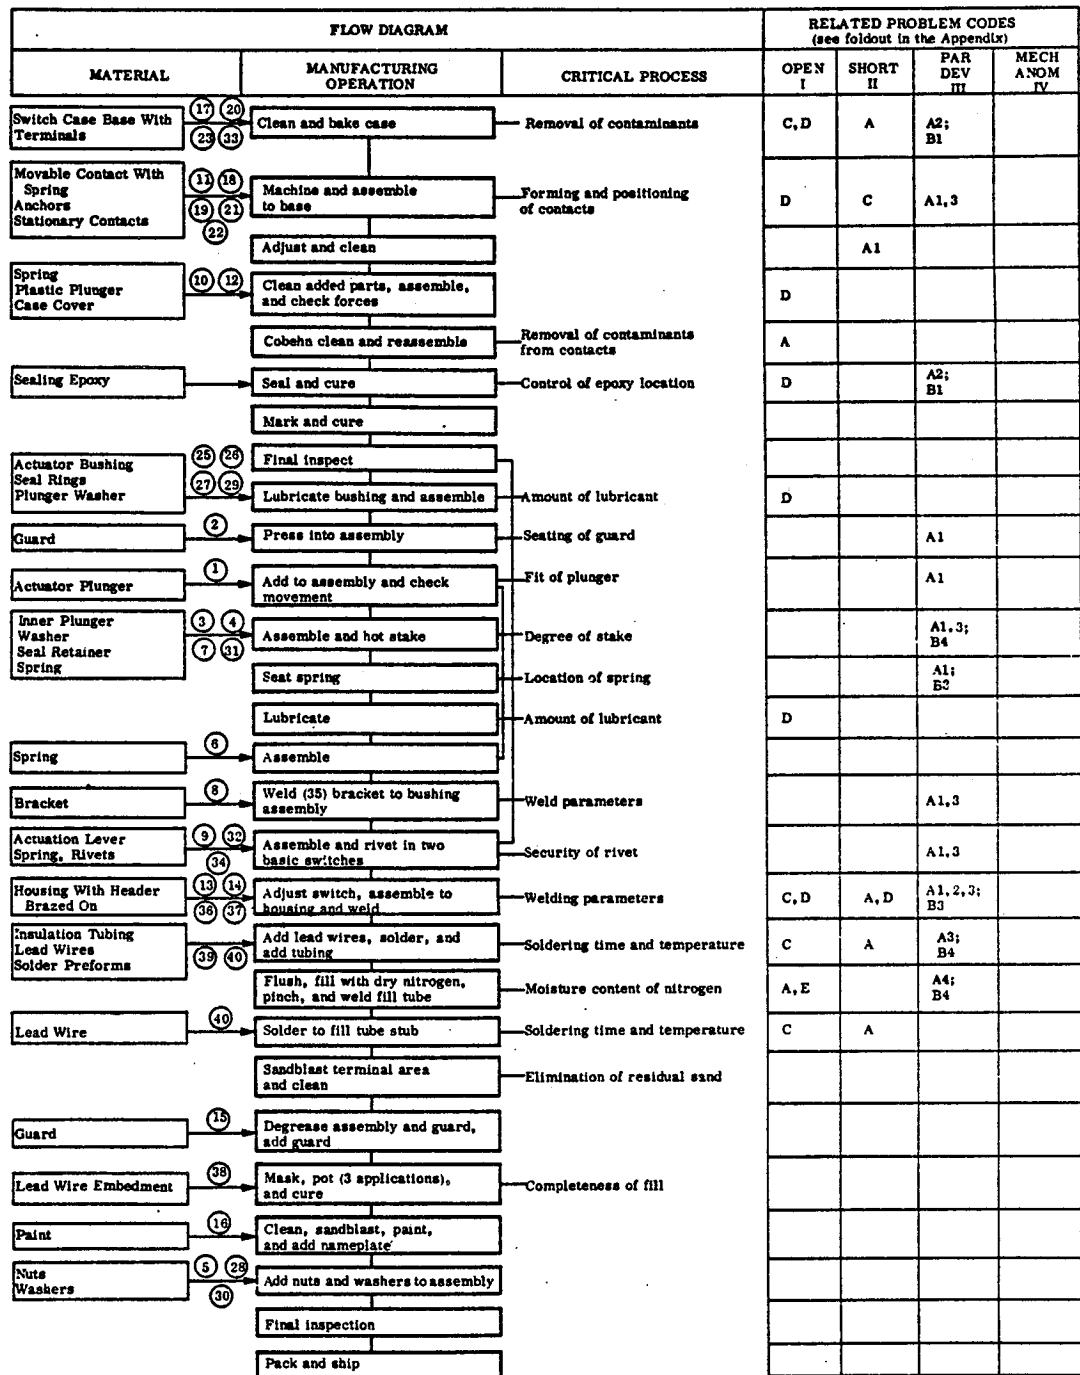 FLOW DIAGRAM
RELATED PROBLEM CODES
(see foldout in the Appendix)
MATERIAL
MANUFACTURING
OPERATION
CRITICAL PROCESS
OPEN
I
SHORT
II
PAR
DEV
III
MECH
ANOM
IV
Switch Case Base With
Terminals
17 20
23 33
Clean and bake case
Removal of contaminants
C, D
A
A2;
B1
Movable Contact With
Spring
Anchors
Stationary Contacts
11 18
19 21
22
Machine and assemble
to base
Forming and positioning
of contacts
D
C
A1,3
Adjust and clean
A1
Spring
Plastic Plunger
Case Cover
10 12
Clean added parts, assemble,
and check forces
D
Cobehn clean and reassemble
Removal of contaminants
from contacts
A
Sealing Epoxy
Seal and cure
Control of epoxy location
D
A2;
B1
Mark and cure
Final inspect
Actuator Bushing
Seal Rings
Plunger Washer
25 26
27 29
Lubricate bushing and assemble
Amount of lubricant
D
Guard
2
Press into assembly
Seating of guard
A1
Actuator Plunger
1
Add to assembly and check
movement
Fit of plunger
A1
Inner Plunger
Washer
Seal Retainer
Spring
3 4
7 31
Assemble and hot stake
Degree of stake
A1,3;
B4
Seat spring
Location of spring
A1;
B3
Lubricate
Amount of lubricant
D
Spring
6
Assemble
Bracket
8
Weld (35) bracket to bushing
assembly
Weld parameters
A1,3
Actuation Lever
Spring, Rivets
9 32
34
Assemble and rivet in two
basic switches
Security of rivet
A1,3
Housing With Header
Brazed On
13 14
36 37
Adjust switch, assemble to
housing and weld
Welding parameters
C, D
A, D
A1,2,3;
B3
Insulation Tubing
Lead Wires
Solder Preforms
39 40
Add lead wires, solder, and
add tubing
Soldering time and temperature
C
A
A3;
B4
Flush, fill with dry nitrogen,
pinch, and weld fill tube
Moisture content of nitrogen
A, E
A4;
B4
Lead Wire
40
Solder to fill tube stub
Soldering time and temperature
C
A
Sandblast terminal area
and clean
Elimination of residual sand
Guard
15
Degrease assembly and guard,
add guard
Lead Wire Embedment
38
Mask, pot (3 applications),
and cure
Completeness of fill
Paint
16
Clean, sandblast, paint,
and add nameplate
Nuts
Washers
5 28
30
Add nuts and washers to assembly
Final inspection
Pack and ship